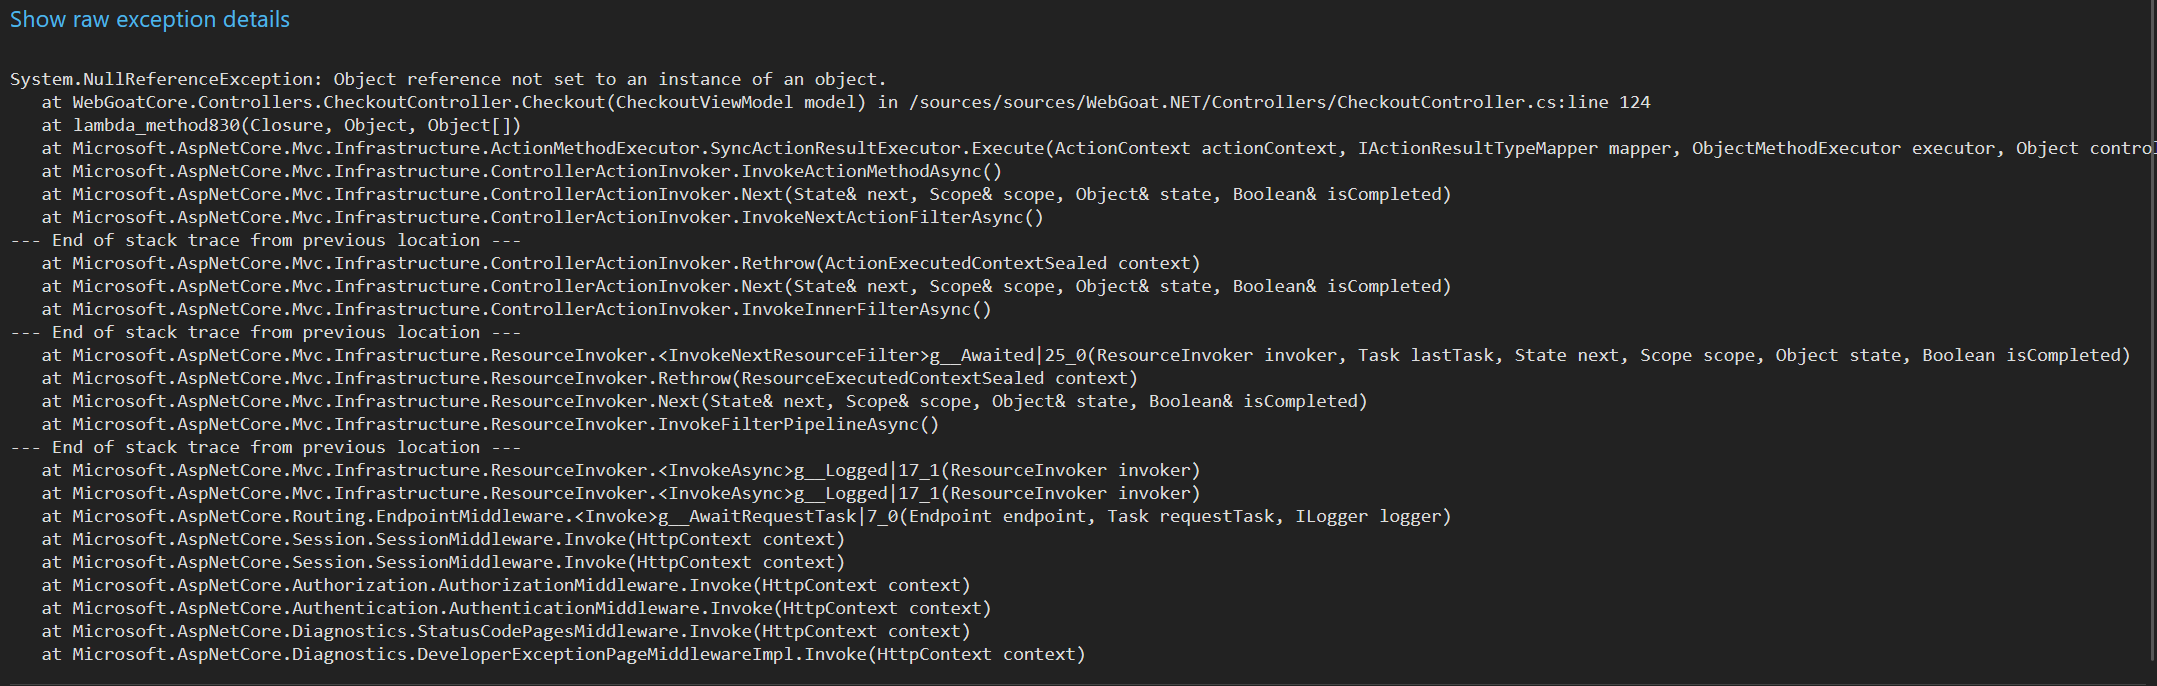 Show raw exception details
System.NullReferenceException: Object reference not set to an instance of an object.
at WebGoatCore.Controllers.CheckoutController.Checkout(CheckoutViewModel model) in /sources/sources/WebGoat.NET/Controllers/CheckoutController.cs:line 124
at lambda_method830(Closure, Object, Object[])
at Microsoft.AspNetCore.Mvc.Infrastructure.ActionMethodExecutor.SyncActionResultExecutor.Execute(ActionContext actionContext, IActionResultTypeMapper mapper, ObjectMethodExecutor executor, Object
at Microsoft.AspNetCore.Mvc.Infrastructure.ControllerActionInvoker.InvokeActionMethodAsync()
at Microsoft.AspNetCore.Mvc.Infrastructure.ControllerActionInvoker.Next(State& next, Scope& scope, Object& state, Boolean& isCompleted)
at Microsoft.AspNetCore.Mvc.Infrastructure.ControllerActionInvoker.InvokeNextActionFilterAsync()
--- End of stack trace from previous location ---
at Microsoft.AspNetCore.Mvc.Infrastructure.ControllerActionInvoker.Rethrow(ActionExecutedContextSealed context)
at Microsoft.AspNetCore.Mvc.Infrastructure.ControllerActionInvoker.Next(State& next, Scope& scope, Object& state, Boolean& isCompleted)
at Microsoft.AspNetCore.Mvc.Infrastructure.ControllerActionInvoker.InvokeInnerFilterAsync()
--- End of stack trace from previous location ---
at Microsoft.AspNetCore.Mvc.Infrastructure.ResourceInvoker.<InvokeNextResourceFilter>g__Awaited|25_0(ResourceInvoker invoker, Task lastTask, State next, Scope scope, Object state, Boolean isCompleted)
at Microsoft.AspNetCore.Mvc.Infrastructure.ResourceInvoker.Rethrow(ResourceExecutedContextSealed context)
at Microsoft.AspNetCore.Mvc.Infrastructure.ResourceInvoker.Next(State& next, Scope& scope, Object& state, Boolean& isCompleted)
at Microsoft.AspNetCore.Mvc.Infrastructure.ResourceInvoker.InvokeFilterPipelineAsync()
--- End of stack trace from previous location ---
at Microsoft.AspNetCore.Mvc.Infrastructure.ResourceInvoker.<InvokeAsync>g__Logged|17_1(ResourceInvoker invoker)
at Microsoft.AspNetCore.Mvc.Infrastructure.ResourceInvoker.<InvokeAsync>g__Logged|17_1(ResourceInvoker invoker)
at Microsoft.AspNetCore.Routing.EndpointMiddleware.<Invoke>g__AwaitRequestTask|7_0(Endpoint endpoint, Task requestTask, ILogger logger)
at Microsoft.AspNetCore.Session.SessionMiddleware.Invoke(HttpContext context)
at Microsoft.AspNetCore.Session.SessionMiddleware.Invoke(HttpContext context)
at Microsoft.AspNetCore.Authorization.AuthorizationMiddleware.Invoke(HttpContext context)
at Microsoft.AspNetCore.Authentication.AuthenticationMiddleware.Invoke(HttpContext context)
at Microsoft.AspNetCore.Diagnostics.StatusCodePagesMiddleware.Invoke(HttpContext context)
at Microsoft.AspNetCore.Diagnostics.DeveloperExceptionPageMiddlewareImpl.Invoke(HttpContext context)